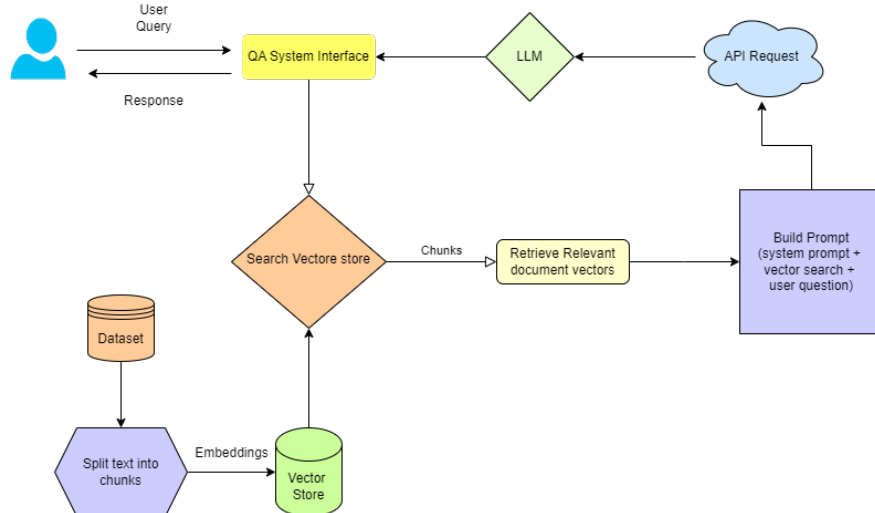 User
Query
QA System Interface
LLM
API Request
Response
Search Vectore store
Chunks
Retrieve Relevant
document vectors
Build Prompt
(system prompt +
vector search +
user question)
Dataset
Split text into
chunks
Embeddings
Vector
Store